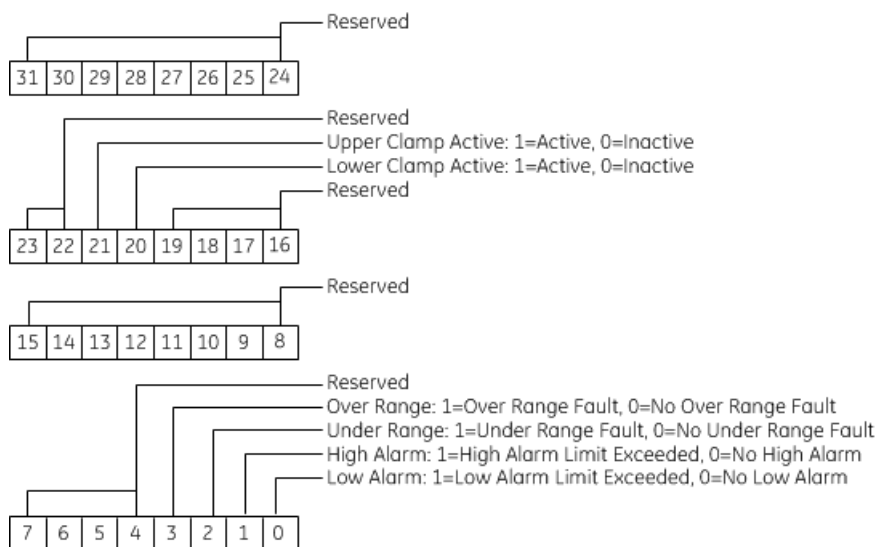 Reserved
31 30 29 28 27 26 25 24
Reserved
Upper Clamp Active: 1=Active, 0=Inactive
Lower Clamp Active: 1=Active, 0=Inactive
Reserved
23 22 21 20 19 18 17 16
Reserved
15 14 13 12 11 10 9 8
Reserved
Over Range: 1=Over Range Fault, 0=No Over Range Fault
Under Range: 1=Under Range Fault, 0=No Under Range Fault
High Alarm: 1=High Alarm Limit Exceeded, 0=No High Alarm
Low Alarm: 1=Low Alarm Limit Exceeded, 0=No Low Alarm
7 6 5 4 3 2 1 0